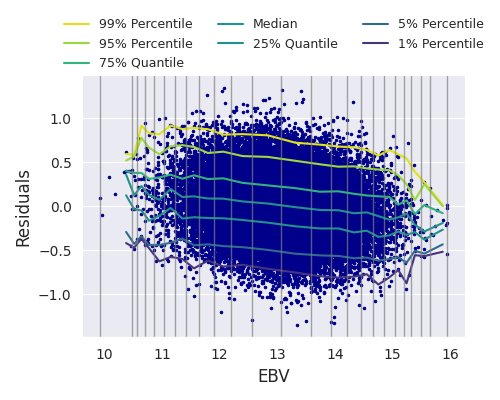 99% Percentile
95% Percentile
75% Quantile
Median
25% Quantile
5% Percentile
1% Percentile
1.0
0.5
0.0
−0.5
−1.0
Residuals
10 11 12 13 14 15 16
EBV